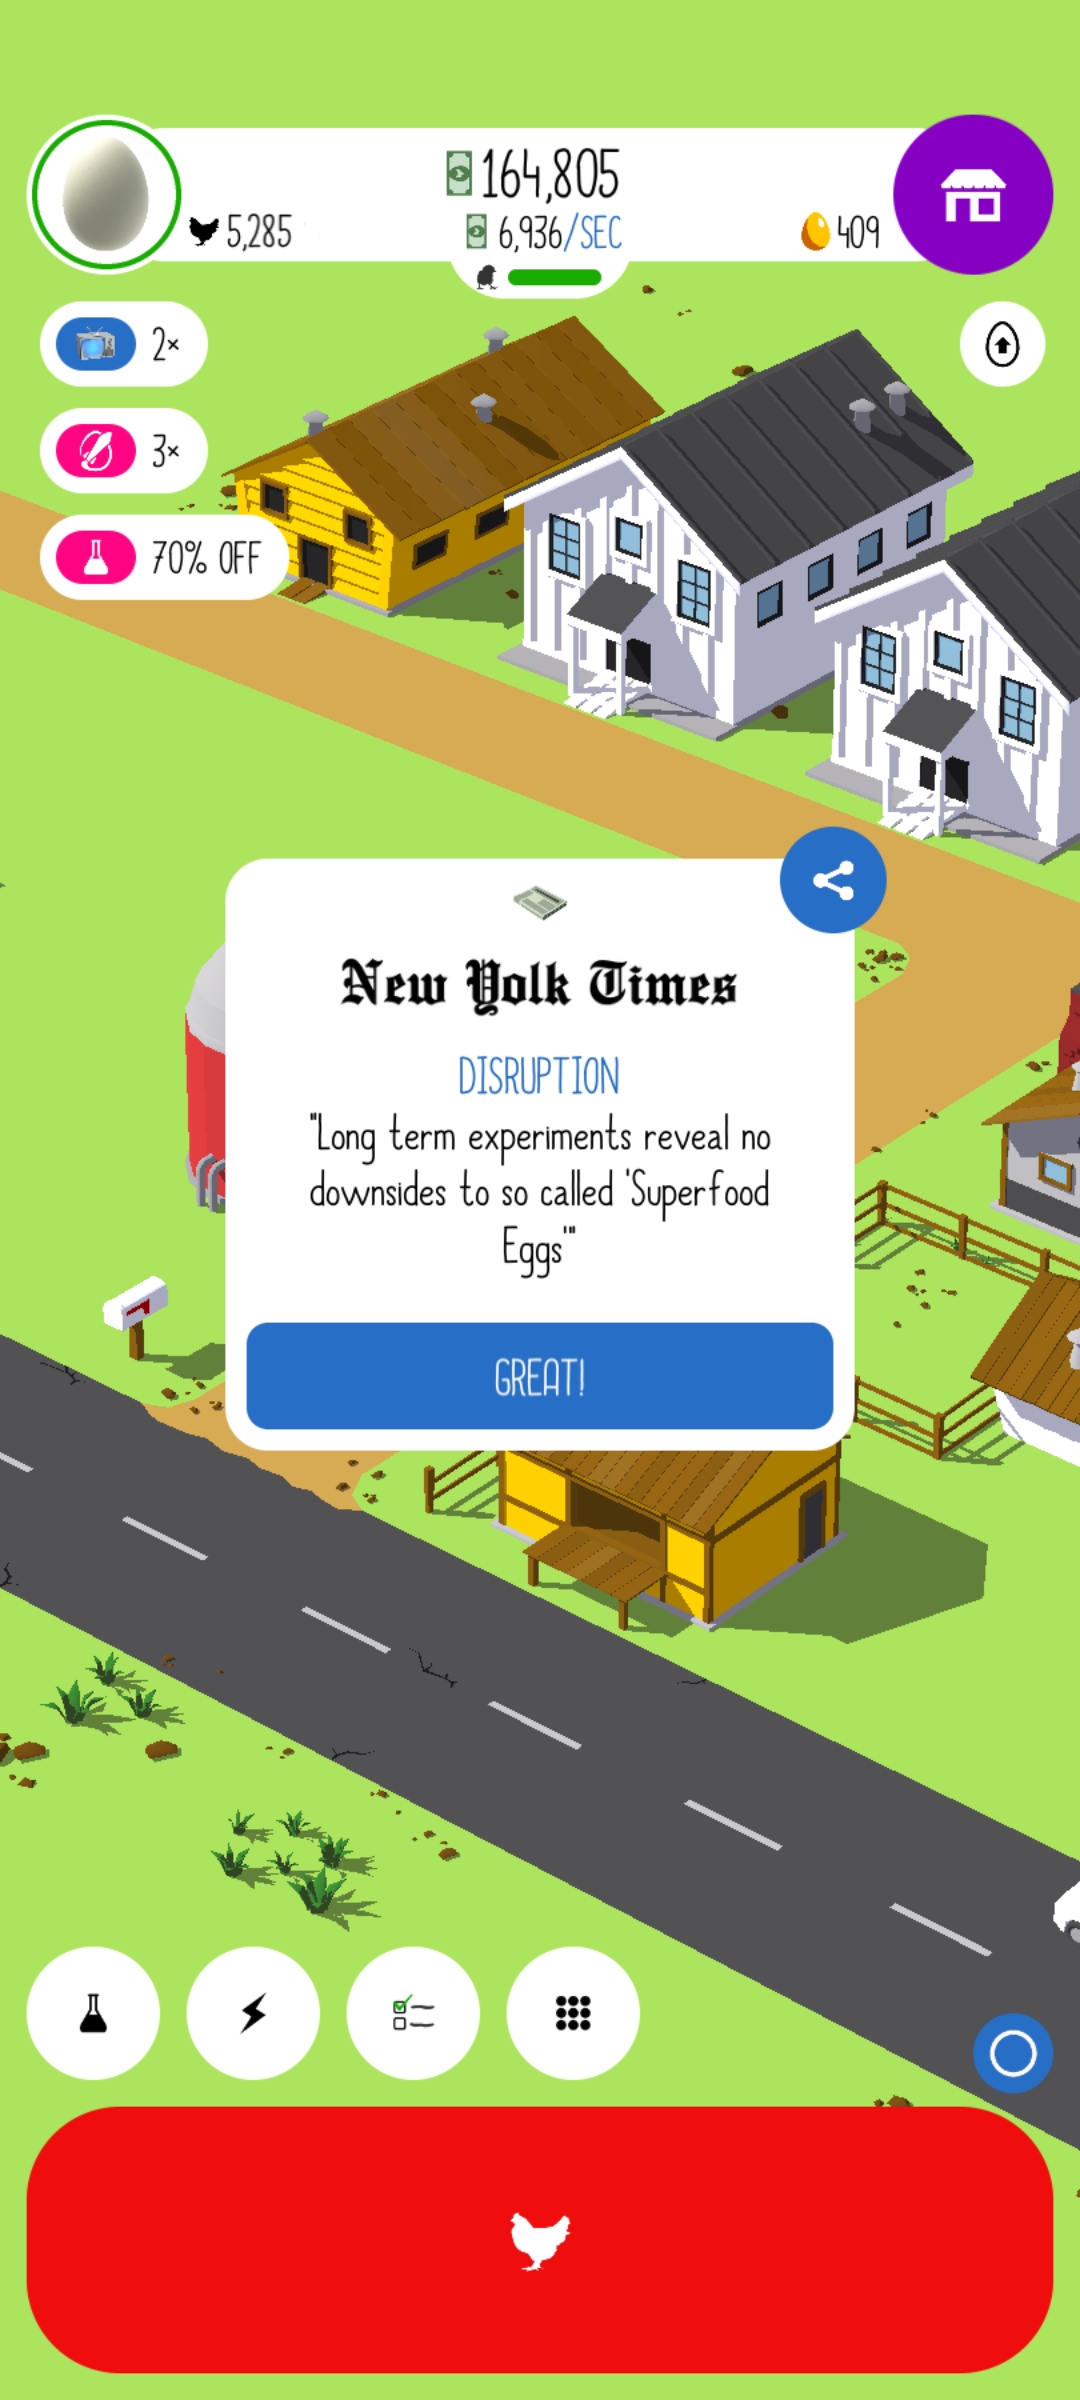 164,805
5,285
6,936/SEC
409
2×
3×
70% OFF
New Yolk Times
DISRUPTION
"Long term experiments reveal no
downsides to so called 'Superfood
Eggs'"
GREAT!